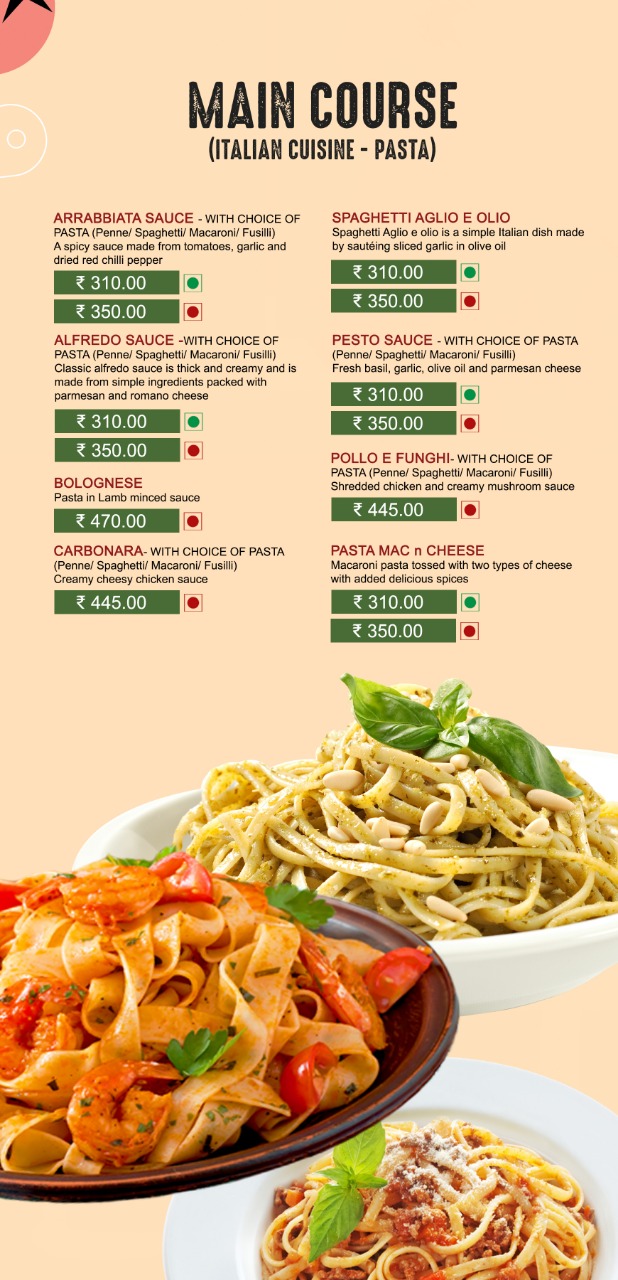 MAIN COURSE
(ITALIAN CUISINE - PASTA)
ARRABBIATA SAUCE - WITH CHOICE OF
PASTA (Penne/ Spaghetti/ Macaroni/ Fusilli)
A spicy sauce made from tomatoes, garlic and
dried red chilli pepper
₹ 310.00
₹ 350.00
ALFREDO SAUCE -WITH CHOICE OF
PASTA (Penne/ Spaghetti/ Macaroni/ Fusilli)
Classic alfredo sauce is thick and creamy and is
made from simple ingredients packed with
parmesan and romano cheese
₹ 310.00
₹ 350.00
BOLOGNESE
Pasta in Lamb minced sauce
₹ 470.00
CARBONARA- WITH CHOICE OF PASTA
(Penne/ Spaghetti/ Macaroni/ Fusilli)
Creamy cheesy chicken sauce
₹ 445.00
SPAGHETTI AGLIO E OLIO
Spaghetti Aglio e olio is a simple Italian dish made
by sautéing sliced garlic in olive oil
₹ 310.00
₹ 350.00
PESTO SAUCE - WITH CHOICE OF PASTA
(Penne/ Spaghetti/ Macaroni/ Fusilli)
Fresh basil, garlic, olive oil and parmesan cheese
₹ 310.00
₹ 350.00
POLLO E FUNGHI- WITH CHOICE OF
PASTA (Penne/ Spaghetti/ Macaroni/ Fusilli)
Shredded chicken and creamy mushroom sauce
₹ 445.00
PASTA MAC n CHEESE
Macaroni pasta tossed with two types of cheese
with added delicious spices
₹ 310.00
₹ 350.00